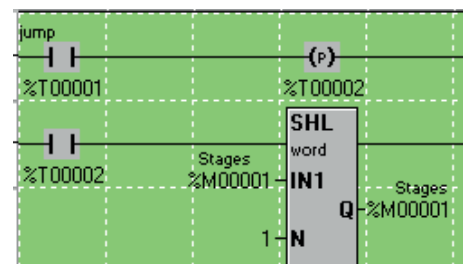 jump
(P)
%T00001 %T00002
SHL
word
%T00002
Stages
%M00001 IN1
Stages
Q %M00001
1 N